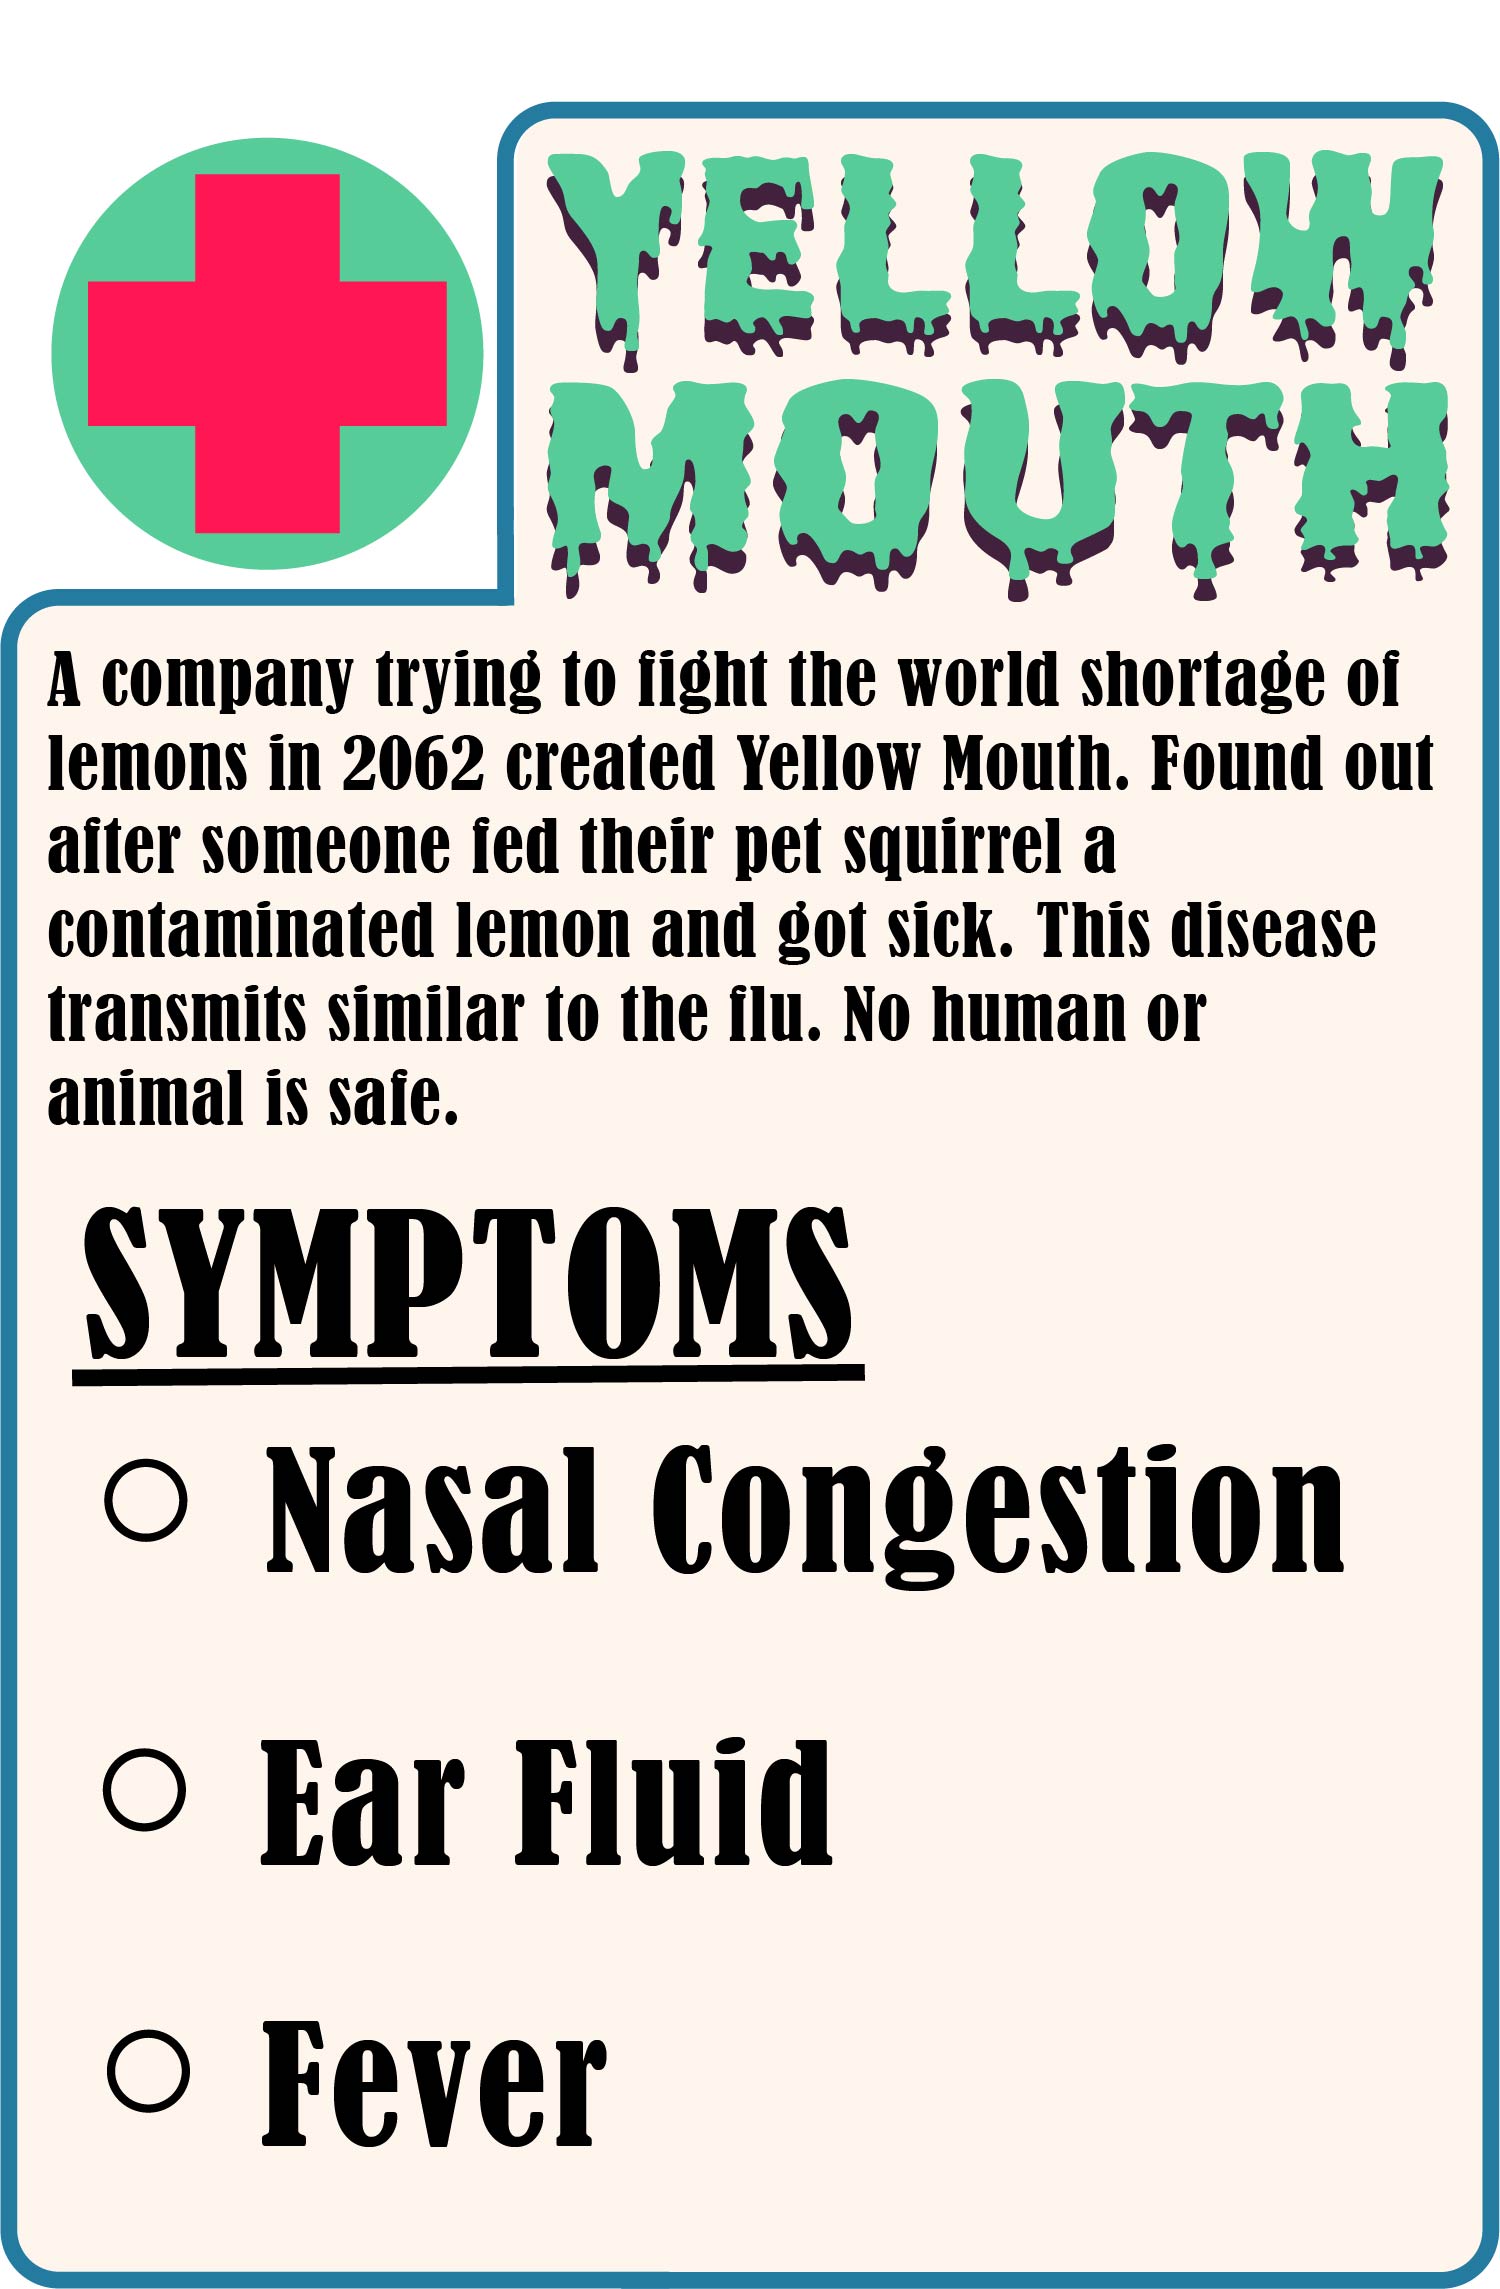 YELLOW
MOUTH
A company trying to fight the world shortage of
lemons in 2062 created Yellow Mouth. Found out
after someone fed their pet squirrel a
contaminated lemon and got sick. This disease
transmits similar to the flu. No human or
animal is safe.
SYMPTOMS
Nasal Congestion
Ear Fluid
Fever